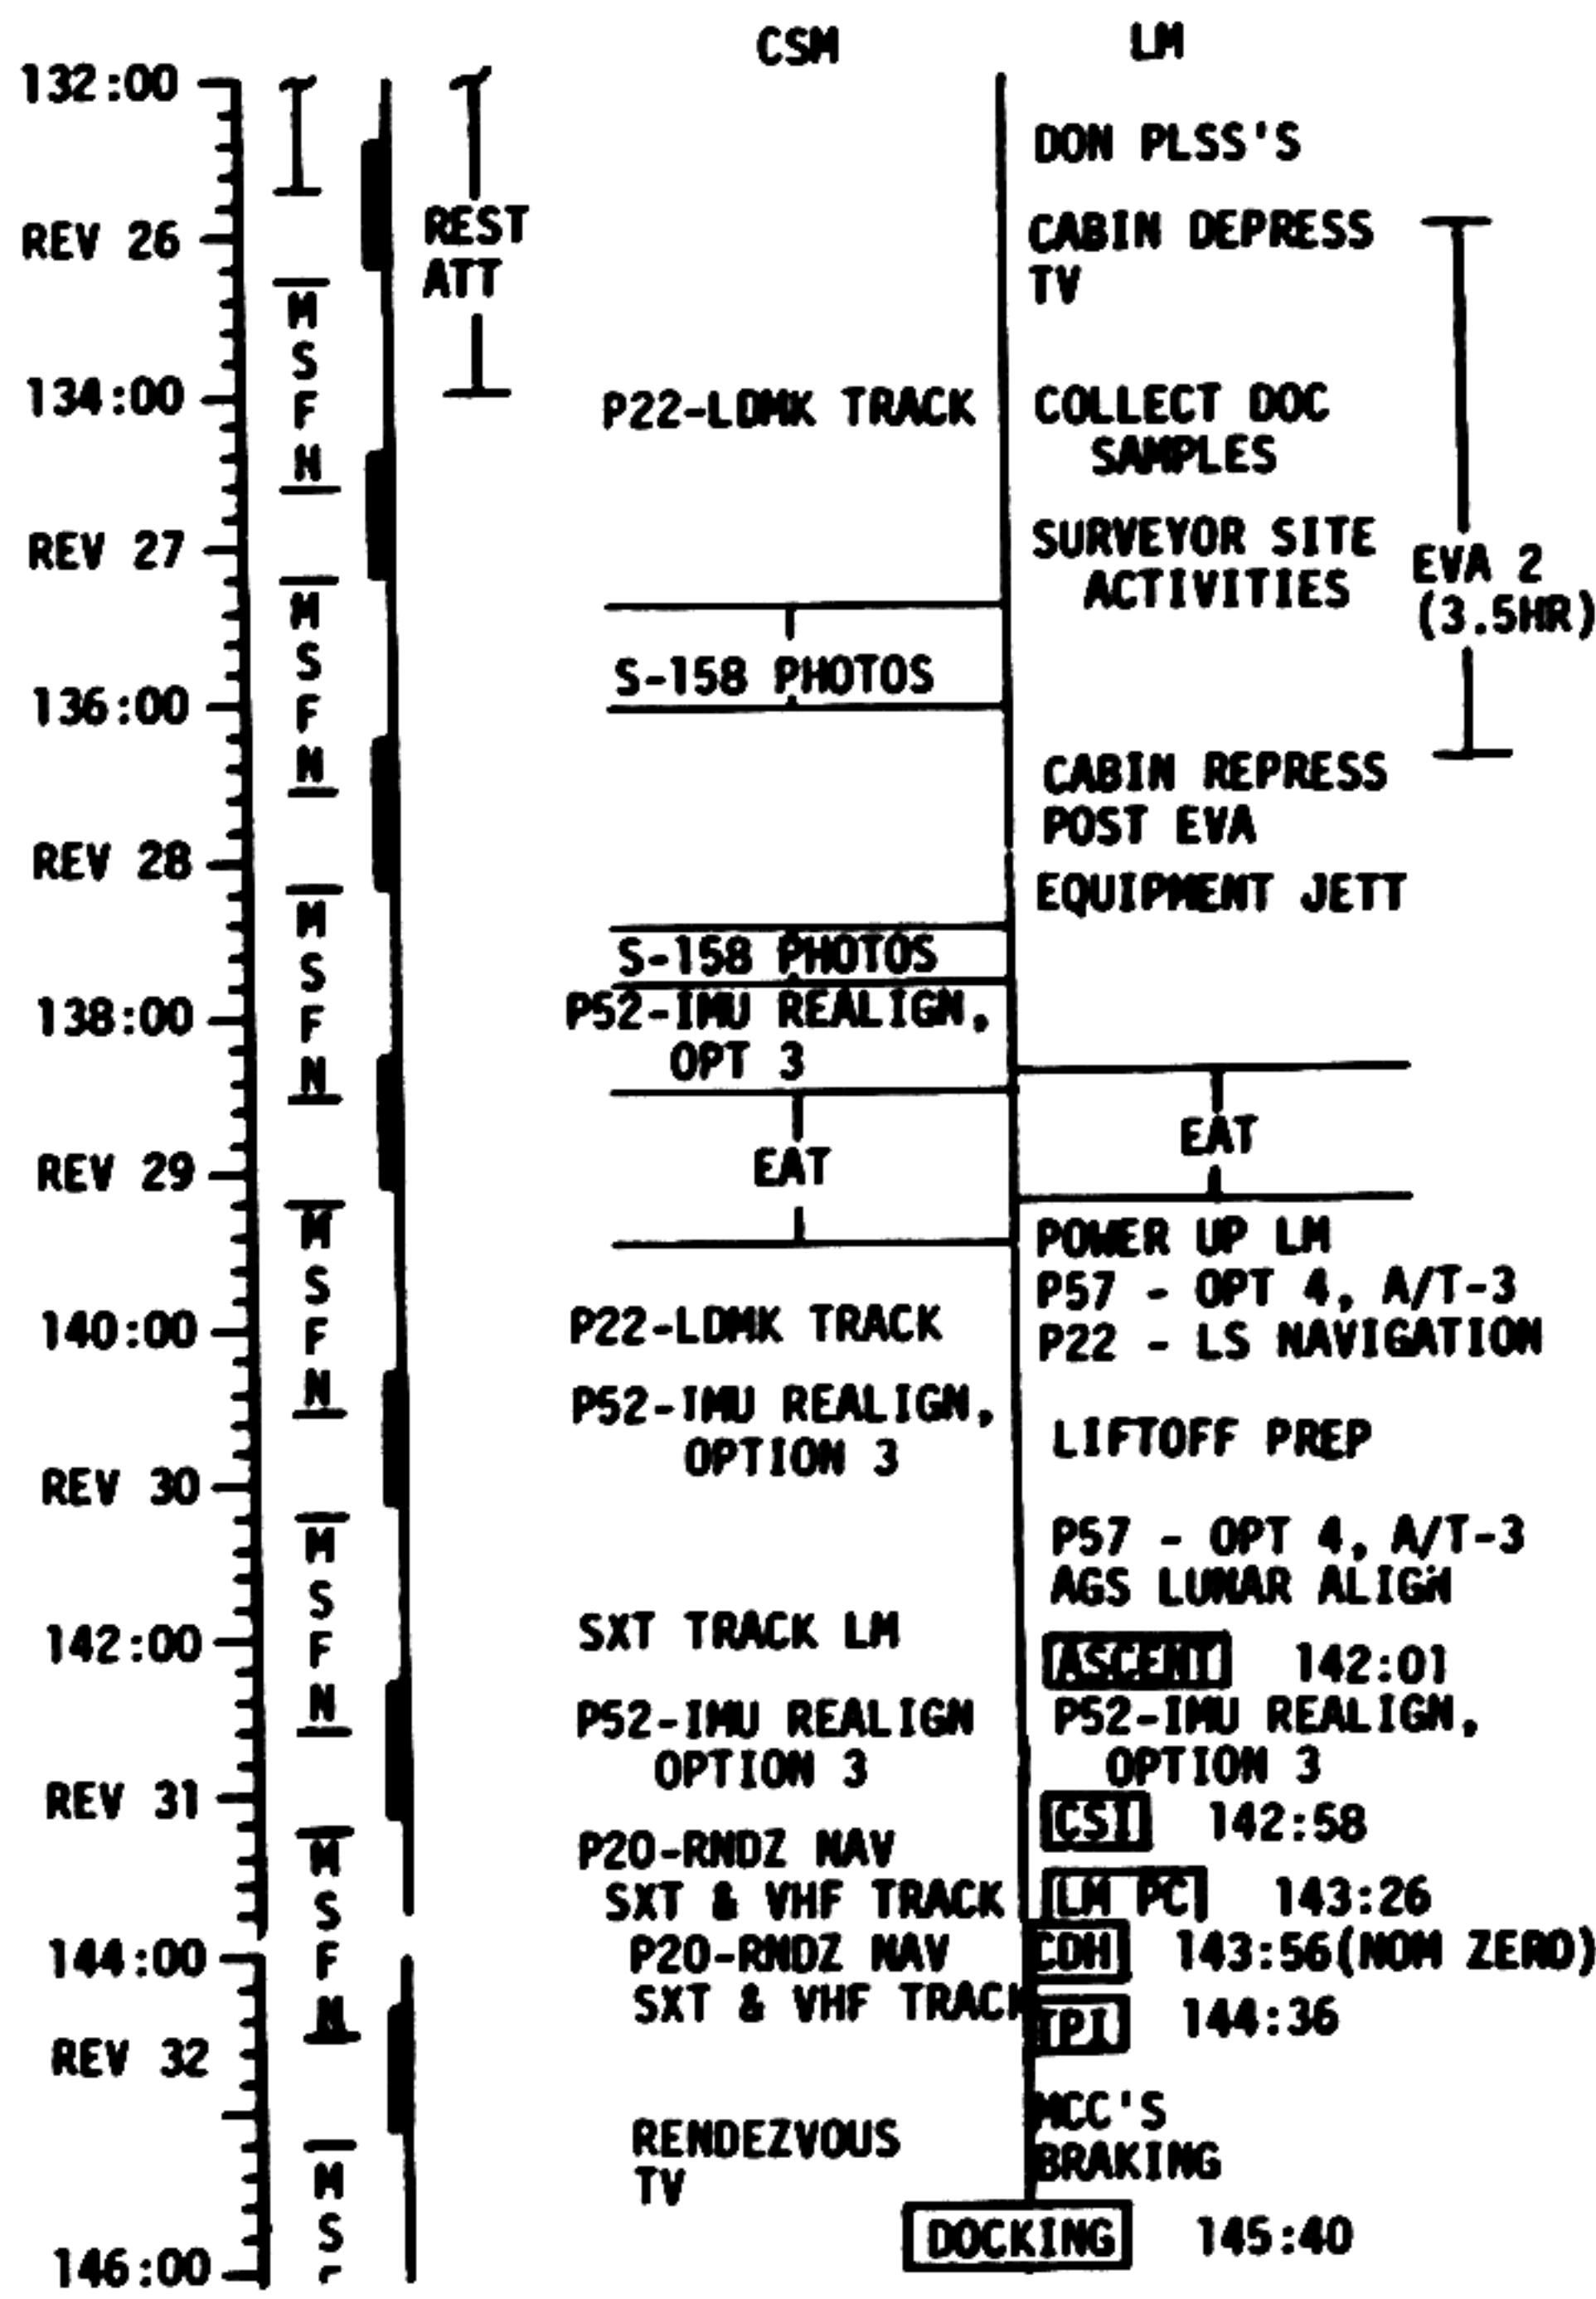 CSM LM
132:00
DON PLSS'S
REV 26 REST CABIN DEPRESS
ATT TV
M
S
134:00 F P22-LDMK TRACK COLLECT DOC
N SAMPLES
REV 27 SURVEYOR SITE EVA 2
M ACTIVITIES (3.5HR)
S S-158 PHOTOS
136:00 F
N CABIN REPRESS
POST EVA
REV 28 EQUIPMENT JETT
M
S S-158 PHOTOS
138:00 F P52-IMU REALIGN,
N OPT 3
EAT
REV 29 EAT
M POWER UP LM
S P57 - OPT 4, A/T-3
140:00 F P22-LDMK TRACK P22 - LS NAVIGATION
N P52-IMU REALIGN, LIFTOFF PREP
OPTION 3
REV 30
M P57 - OPT 4, A/T-3
S AGS LUNAR ALIGN
142:00 F SXT TRACK LM ASCENT 142:01
N P52-IMU REALIGN P52-IMU REALIGN,
OPTION 3 OPTION 3
REV 31 CSI 142:58
M P20-RNDZ NAV
S SXT & VHF TRACK LM PC 143:26
144:00 F P20-RNDZ NAV CDH 143:56(NOM ZERO)
N SXT & VHF TRACK TPI 144:36
REV 32
MCC'S
RENDEZVOUS BRAKING
M TV
S DOCKING 145:40
146:00 F